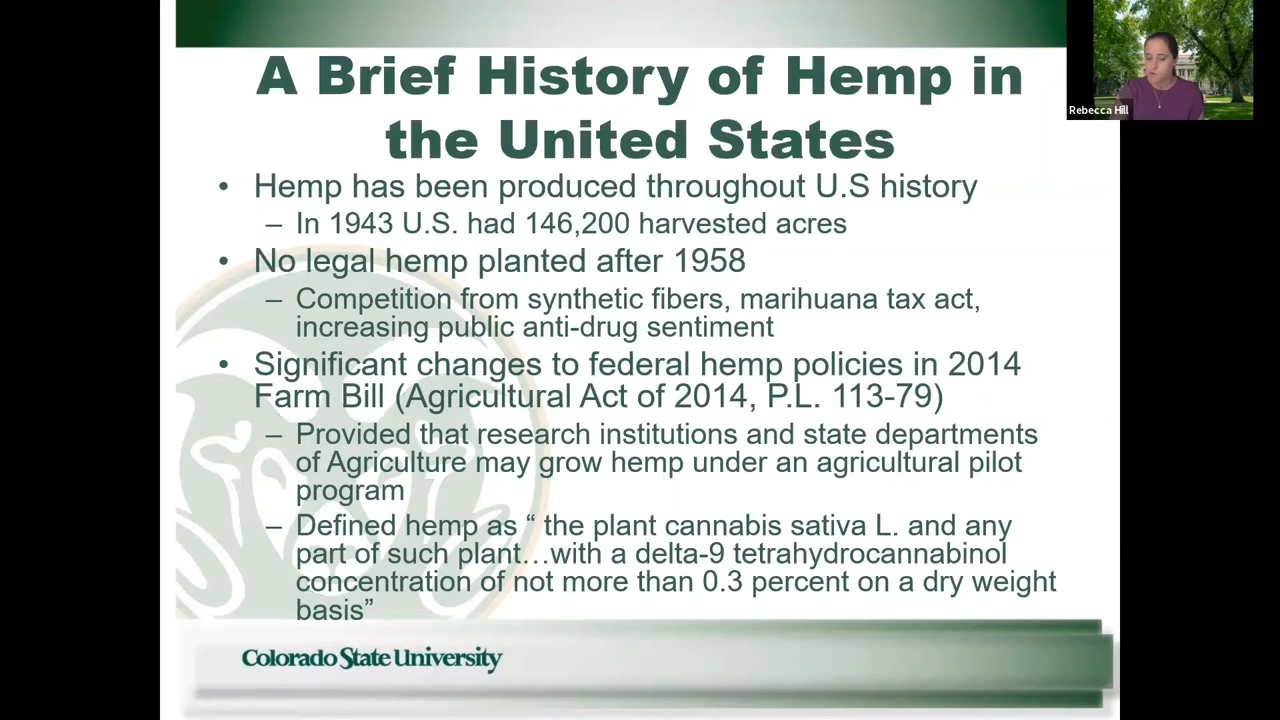 A Brief History of Hemp in
the United States
Rebecca Hill
• Hemp has been produced throughout U.S history
– In 1943 U.S. had 146,200 harvested acres
• No legal hemp planted after 1958
– Competition from synthetic fibers, marihuana tax act,
increasing public anti-drug sentiment
• Significant changes to federal hemp policies in 2014
Farm Bill (Agricultural Act of 2014, P.L. 113-79)
– Provided that research institutions and state departments
of Agriculture may grow hemp under an agricultural pilot
program
– Defined hemp as “ the plant cannabis sativa L. and any
part of such plant…with a delta-9 tetrahydrocannabinol
concentration of not more than 0.3 percent on a dry weight
basis”
Colorado State University